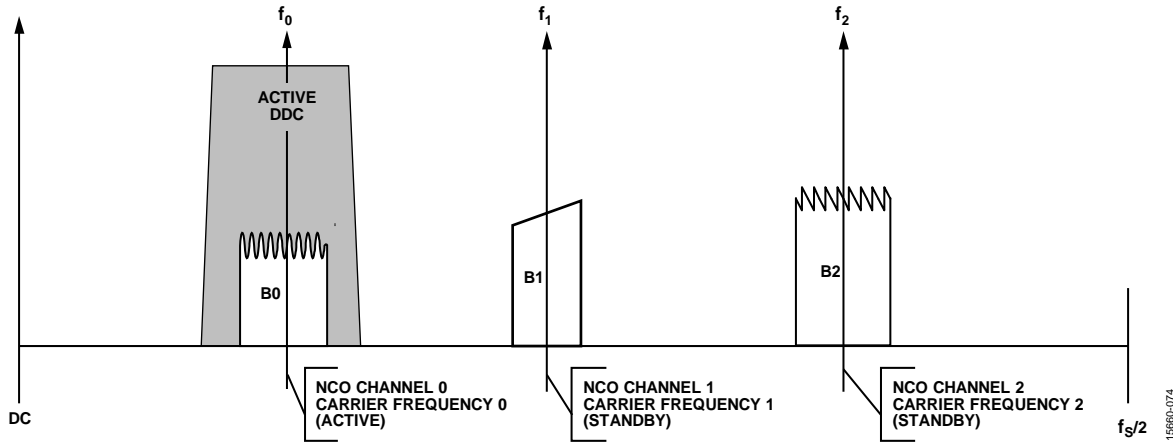 f0
f1
f2
ACTIVE
DDC
B0
B1
B2
NCO CHANNEL 0
CARRIER FREQUENCY 0
(ACTIVE)
NCO CHANNEL 1
CARRIER FREQUENCY 1
(STANDBY)
NCO CHANNEL 2
CARRIER FREQUENCY 2
(STANDBY)
DC
fS/2
15660-074